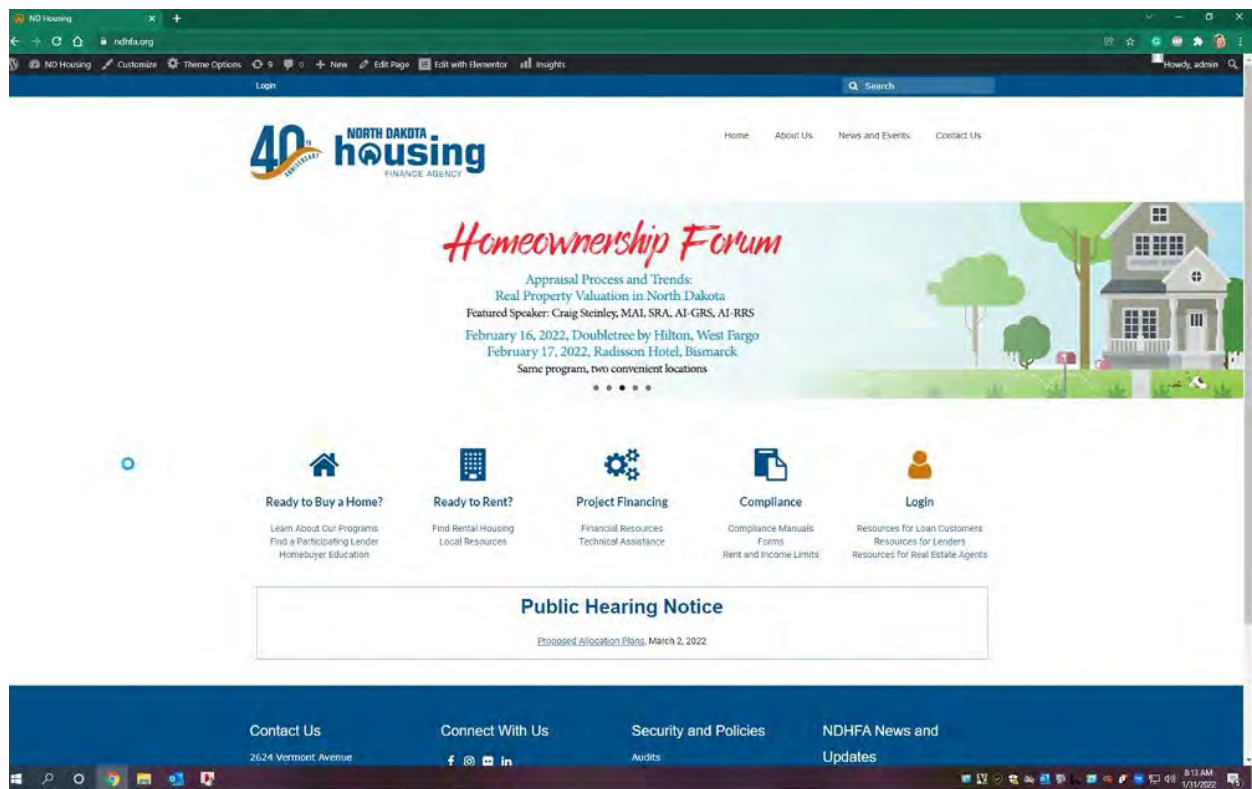 ND Housing
ndhfa.org
ND Housing Customize Theme Options 9 0 New Edit Page Edit with Elementor Insights Howdy, admin
Login Search
40TH ANNIVERSARY
NORTH DAKOTA
housing
FINANCE AGENCY
Home About Us News and Events Contact Us
Homeownership Forum
Appraisal Process and Trends:
Real Property Valuation in North Dakota
Featured Speaker: Craig Steinley, MAI, SRA, AI-GRS, AI-RRS
February 16, 2022, Doubletree by Hilton, West Fargo
February 17, 2022, Radisson Hotel, Bismarck
Same program, two convenient locations
Ready to Buy a Home?
Learn About Our Programs
Find a Participating Lender
Homebuyer Education
Ready to Rent?
Find Rental Housing
Local Resources
Project Financing
Financial Resources
Technical Assistance
Compliance
Compliance Manuals
Forms
Rent and Income Limits
Login
Resources for Loan Customers
Resources for Lenders
Resources for Real Estate Agents
Public Hearing Notice
Proposed Allocation Plans, March 2, 2022
Contact Us
2624 Vermont Avenue
Connect With Us
Security and Policies
Audits
NDHFA News and
Updates
8:13 AM
1/31/2022